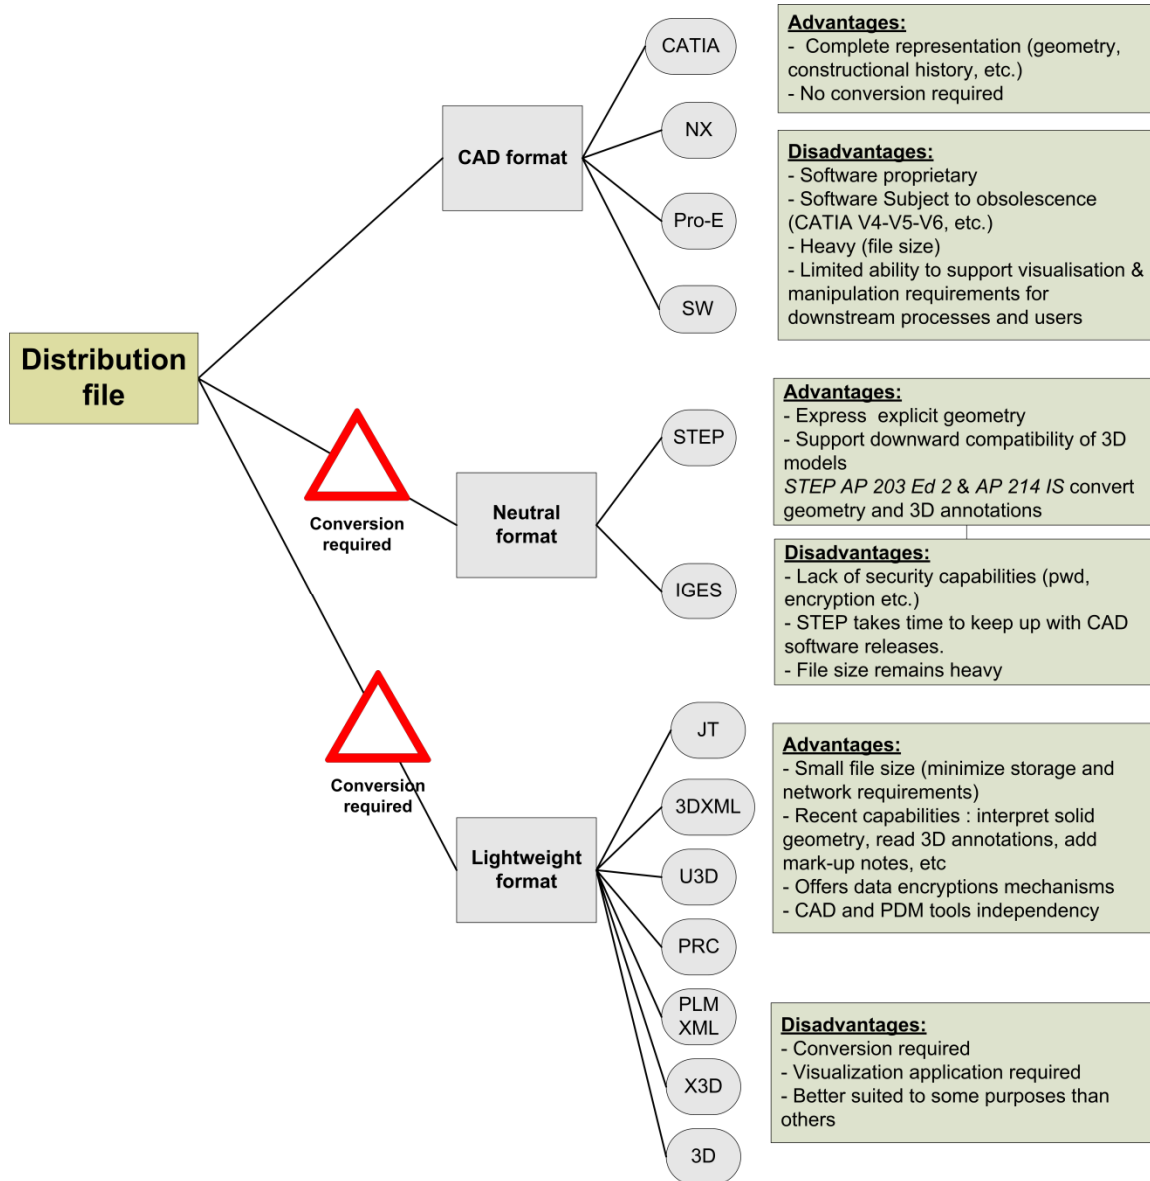 CATIA
NX
CAD format
Pro-E
SW
Advantages:
-  Complete representation (geometry,
constructional history, etc.)
- No conversion required
Disadvantages:
- Software proprietary
- Software Subject to obsolescence
(CATIA V4-V5-V6, etc.)
- Heavy (file size)
- Limited ability to support visualisation &
manipulation requirements for
downstream processes and users
Distribution
file
Conversion
required
Neutral
format
STEP
IGES
Advantages:
- Express  explicit geometry
- Support downward compatibility of 3D
models
STEP AP 203 Ed 2 & AP 214 IS convert
geometry and 3D annotations
Disadvantages:
- Lack of security capabilities (pwd,
encryption etc.)
- STEP takes time to keep up with CAD
software releases.
- File size remains heavy
Conversion
required
Lightweight
format
JT
3DXML
U3D
PRC
PLM
XML
X3D
3D
Advantages:
- Small file size (minimize storage and
network requirements)
- Recent capabilities : interpret solid
geometry, read 3D annotations, add
mark-up notes, etc
- Offers data encryptions mechanisms
- CAD and PDM tools independency
Disadvantages:
- Conversion required
- Visualization application required
- Better suited to some purposes than
others